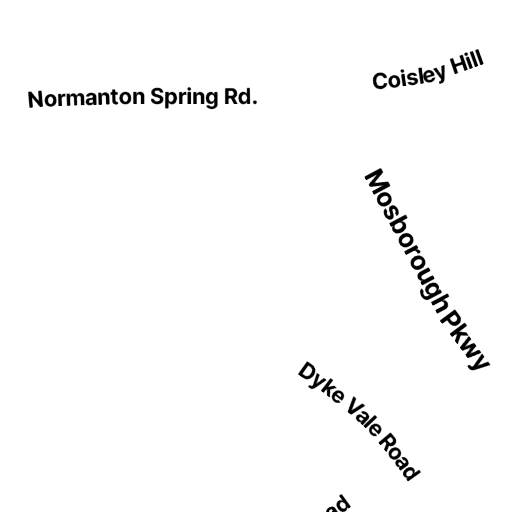 Coisley Hill
Normanton Spring Rd.
Mosborough Pkwy
Dyke Vale Road